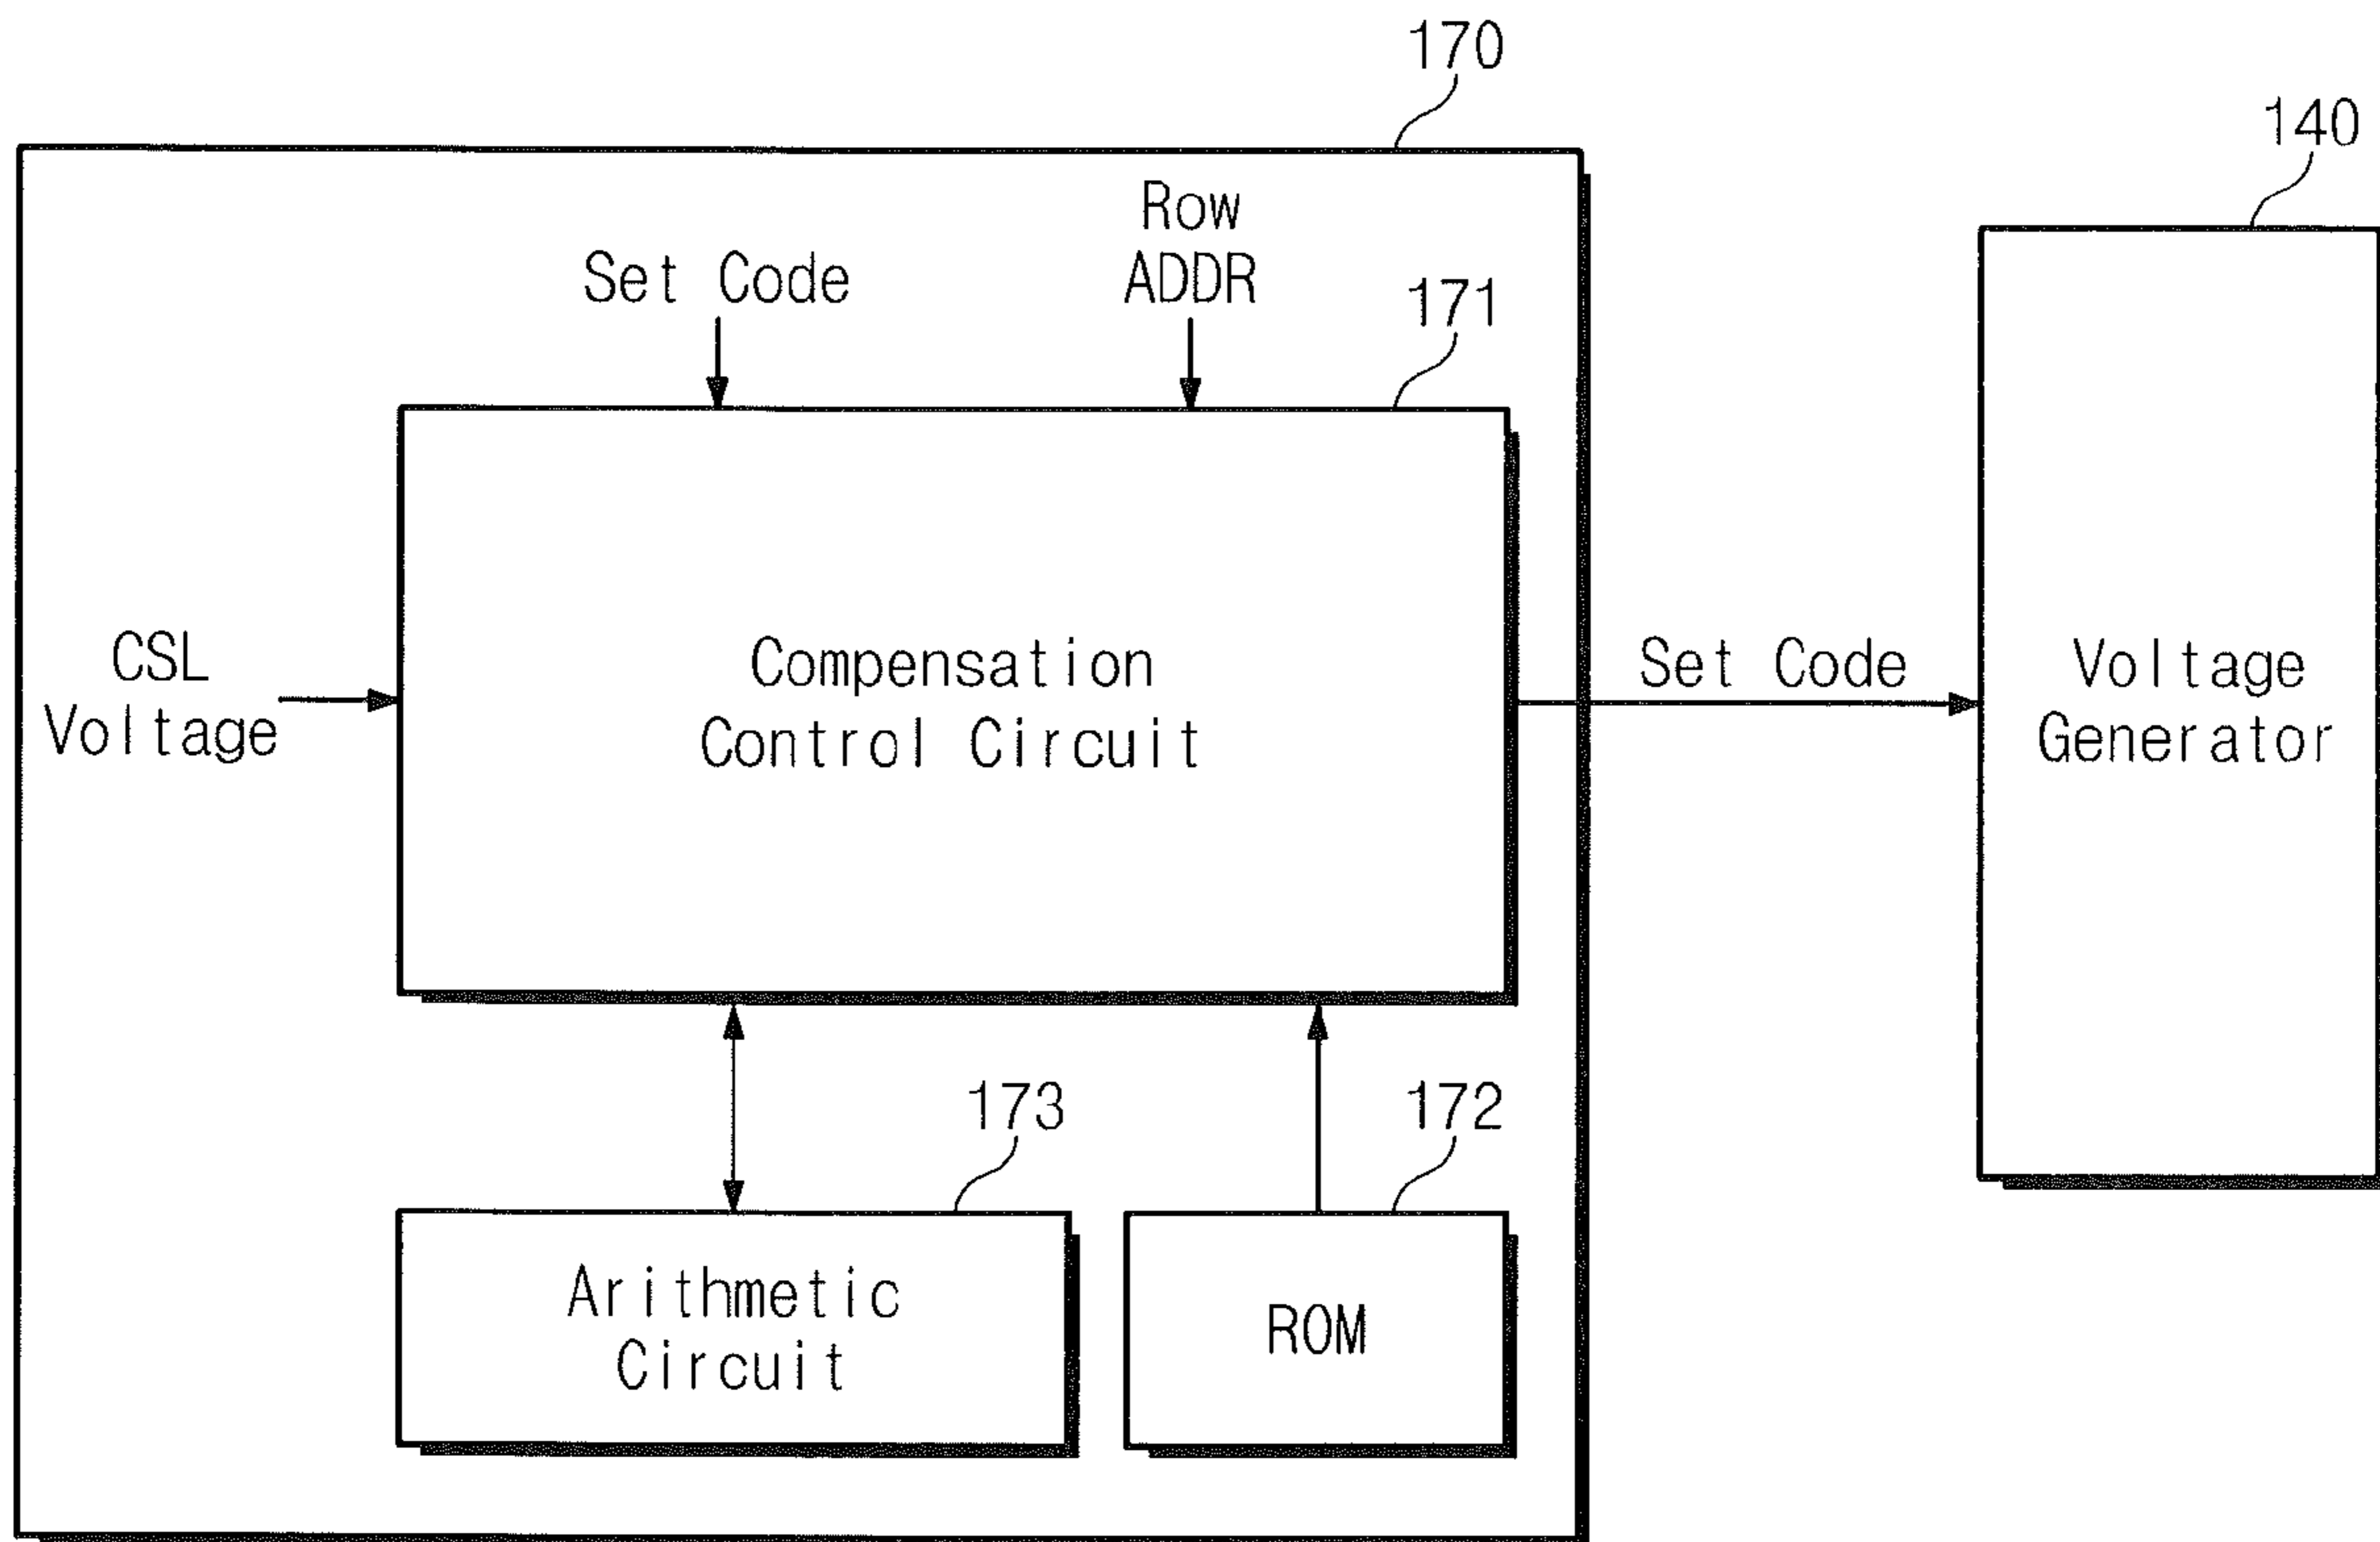 170
140
Row
ADDR
Set Code
171
CSL
Voltage
Compensation
Control Circuit
Set Code
Voltage
Generator
173
172
Arithmetic
Circuit
ROM